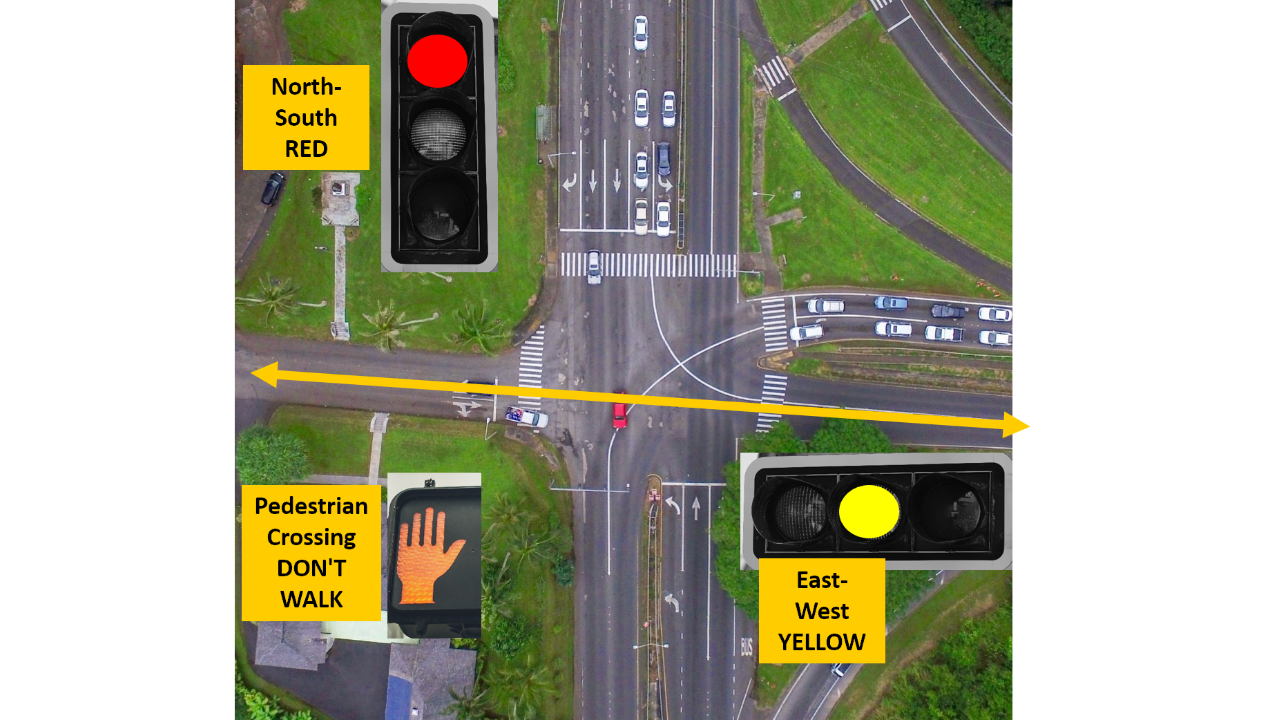 North-
South
RED
Pedestrian
Crossing
DON'T
WALK
East-
West
YELLOW
BUS